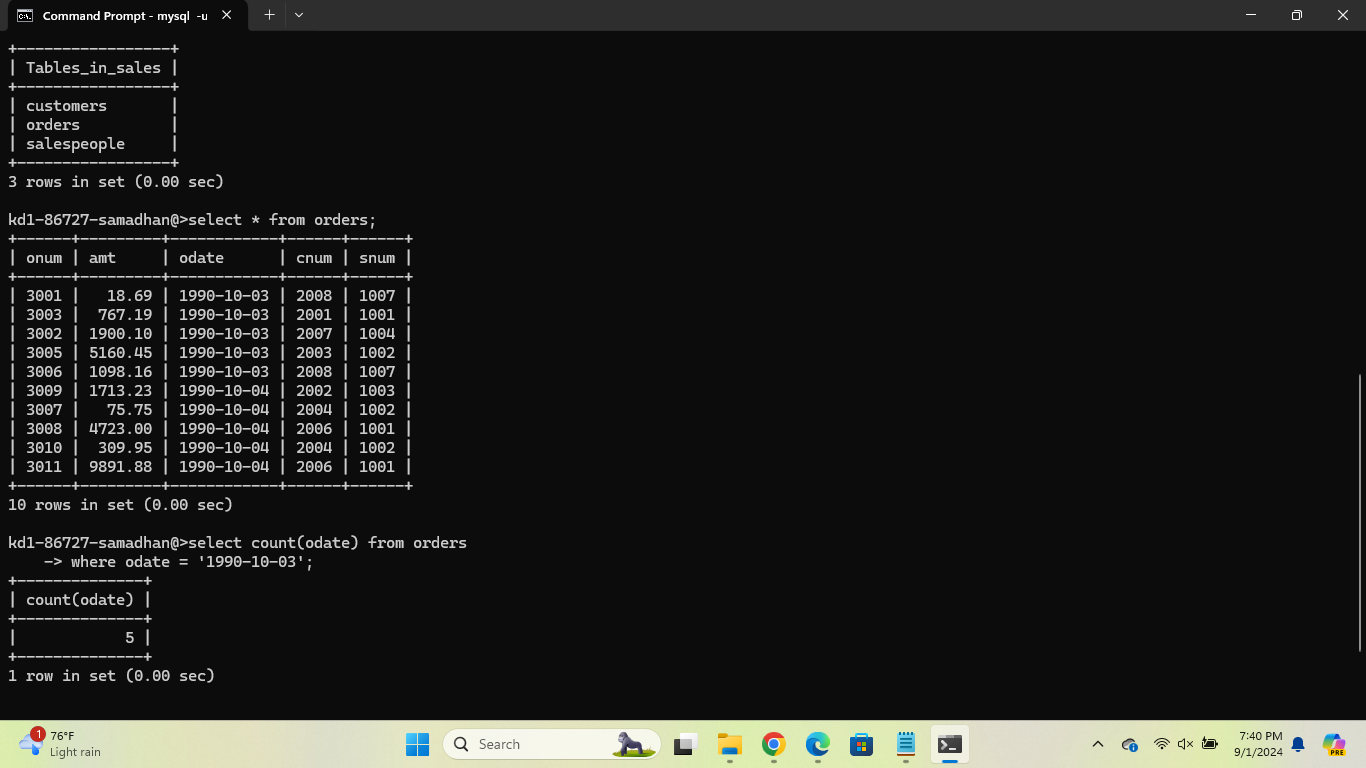 Command Prompt - mysql -u
+-----------------+
| Tables_in_sales |
+-----------------+
| customers       |
| orders          |
| salespeople     |
+-----------------+
3 rows in set (0.00 sec)
kd1-86727-samadhan@>select * from orders;
+------+---------+------------+------+------+
| onum | amt     | odate      | cnum | snum |
+------+---------+------------+------+------+
| 3001 |   18.69 | 1990-10-03 | 2008 | 1007 |
| 3003 |  767.19 | 1990-10-03 | 2001 | 1001 |
| 3002 | 1900.10 | 1990-10-03 | 2007 | 1004 |
| 3005 | 5160.45 | 1990-10-03 | 2003 | 1002 |
| 3006 | 1098.16 | 1990-10-03 | 2008 | 1007 |
| 3009 | 1713.23 | 1990-10-04 | 2002 | 1003 |
| 3007 |   75.75 | 1990-10-04 | 2004 | 1002 |
| 3008 | 4723.00 | 1990-10-04 | 2006 | 1001 |
| 3010 |  309.95 | 1990-10-04 | 2004 | 1002 |
| 3011 | 9891.88 | 1990-10-04 | 2006 | 1001 |
+------+---------+------------+------+------+
10 rows in set (0.00 sec)
kd1-86727-samadhan@>select count(odate) from orders
    -> where odate = '1990-10-03';
+--------------+
| count(odate) |
+--------------+
|            5 |
+--------------+
1 row in set (0.00 sec)
1
76°F
Light rain
Search
7:40 PM
9/1/2024
PRE